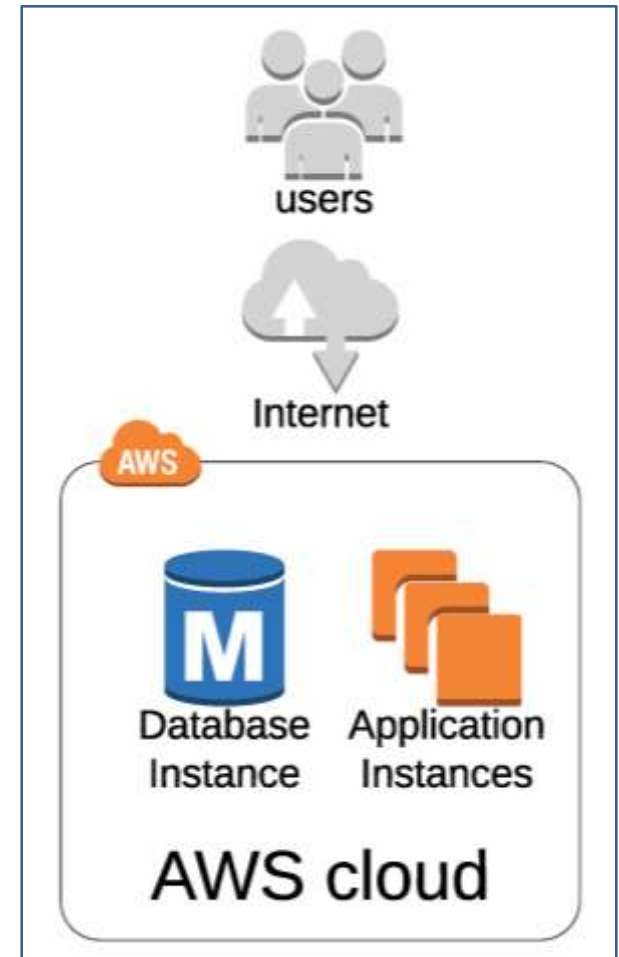 users
Internet
AWS
M
Database Application
Instance Instances
AWS cloud